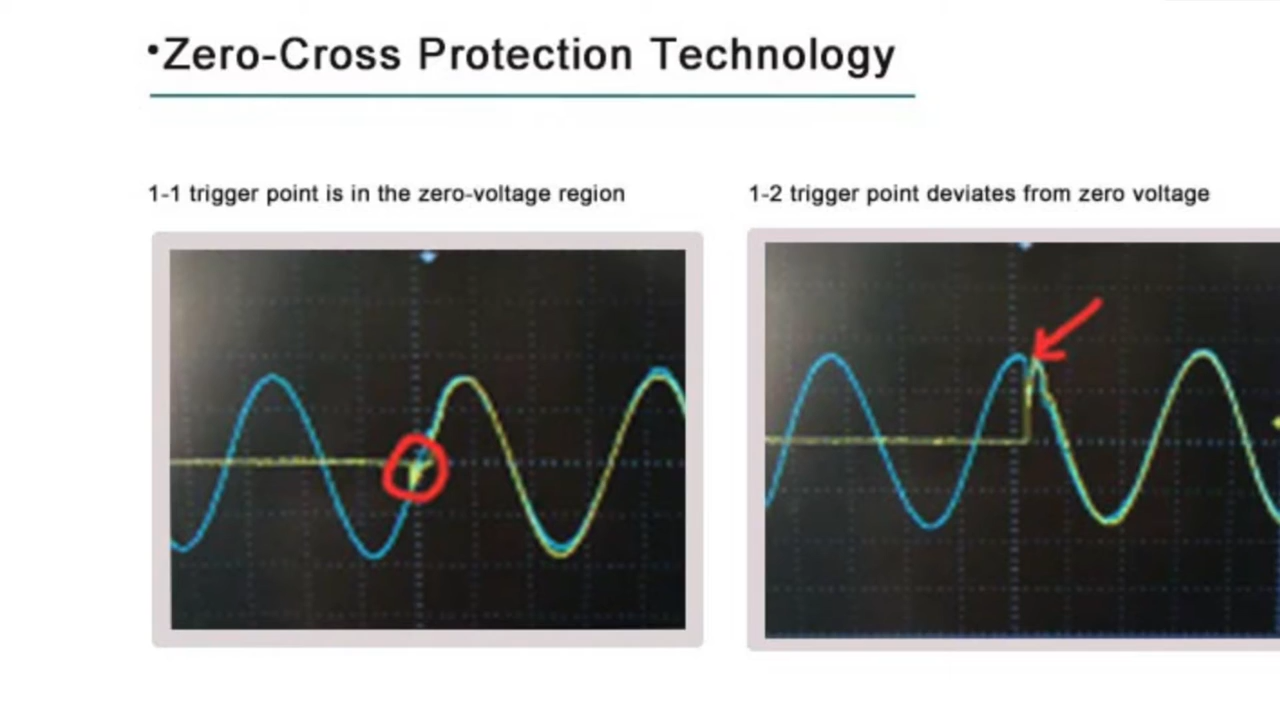 •Zero-Cross Protection Technology
1-1 trigger point is in the zero-voltage region
1-2 trigger point deviates from zero voltage